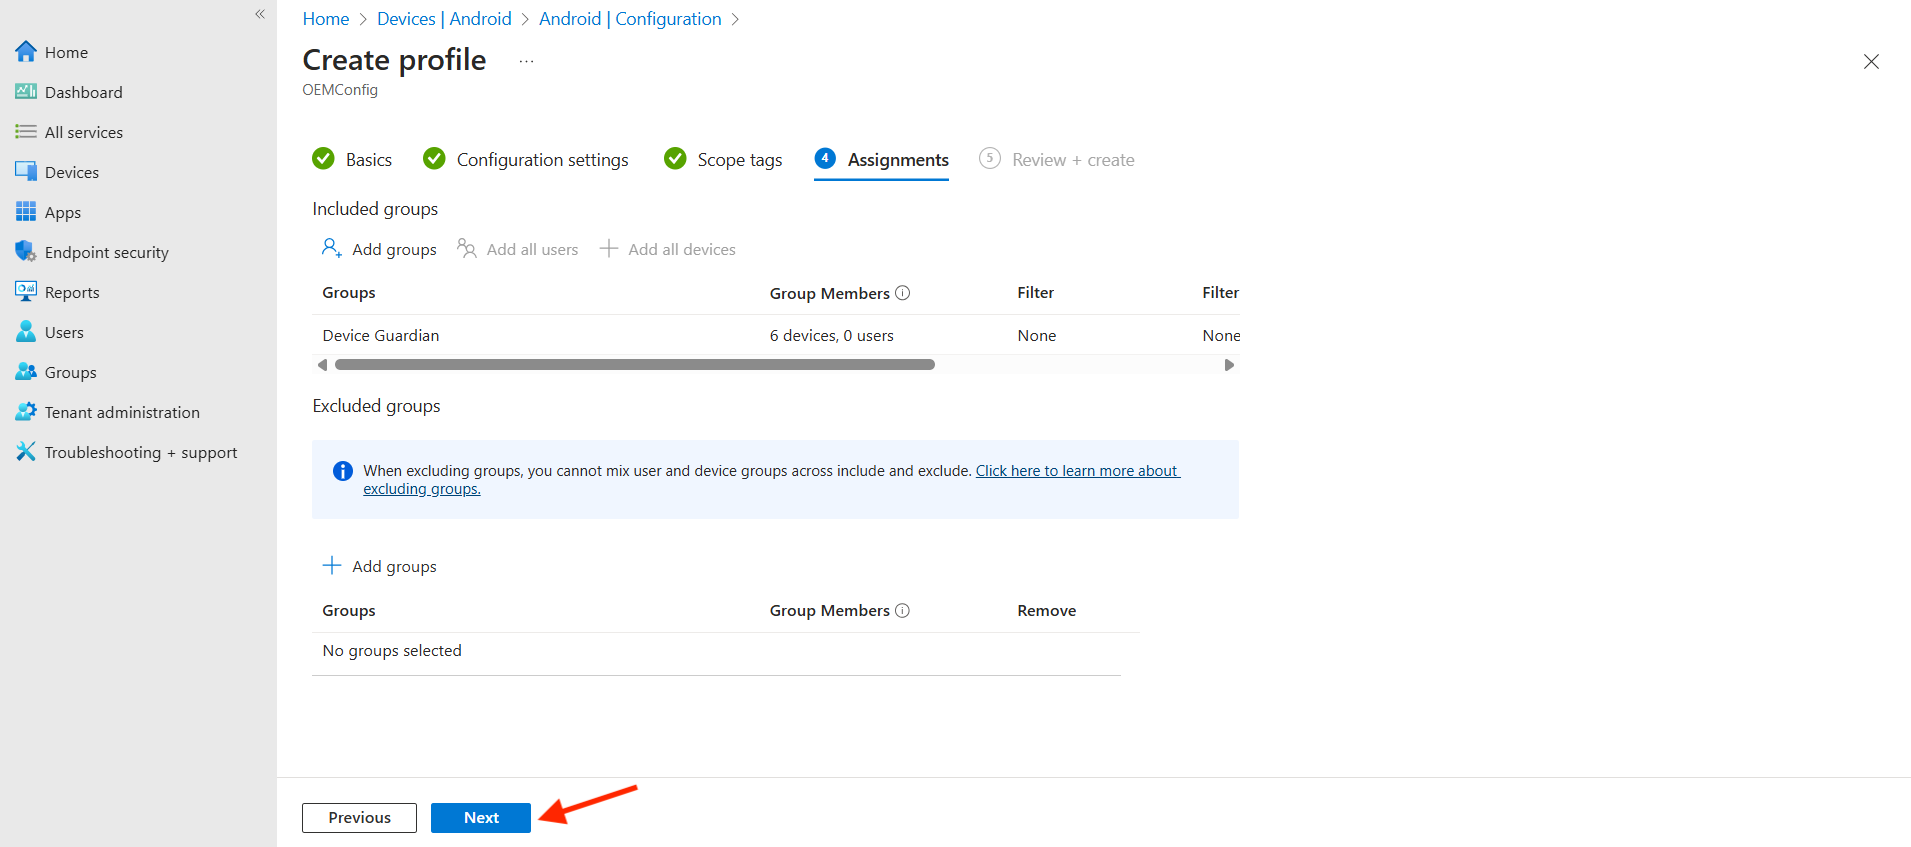 «
Home
Dashboard
All services
Devices
Apps
Endpoint security
Reports
Users
Groups
Tenant administration
Troubleshooting + support
Home > Devices | Android > Android | Configuration >
Create profile ...
OEMConfig
Basics Configuration settings Scope tags 4 Assignments 5 Review + create
Included groups
Add groups Add all users Add all devices
Groups Group Members Filter Filter
Device Guardian 6 devices, 0 users None None
Excluded groups
When excluding groups, you cannot mix user and device groups across include and exclude. Click here to learn more about
excluding groups.
Add groups
Groups Group Members Remove
No groups selected
Previous Next